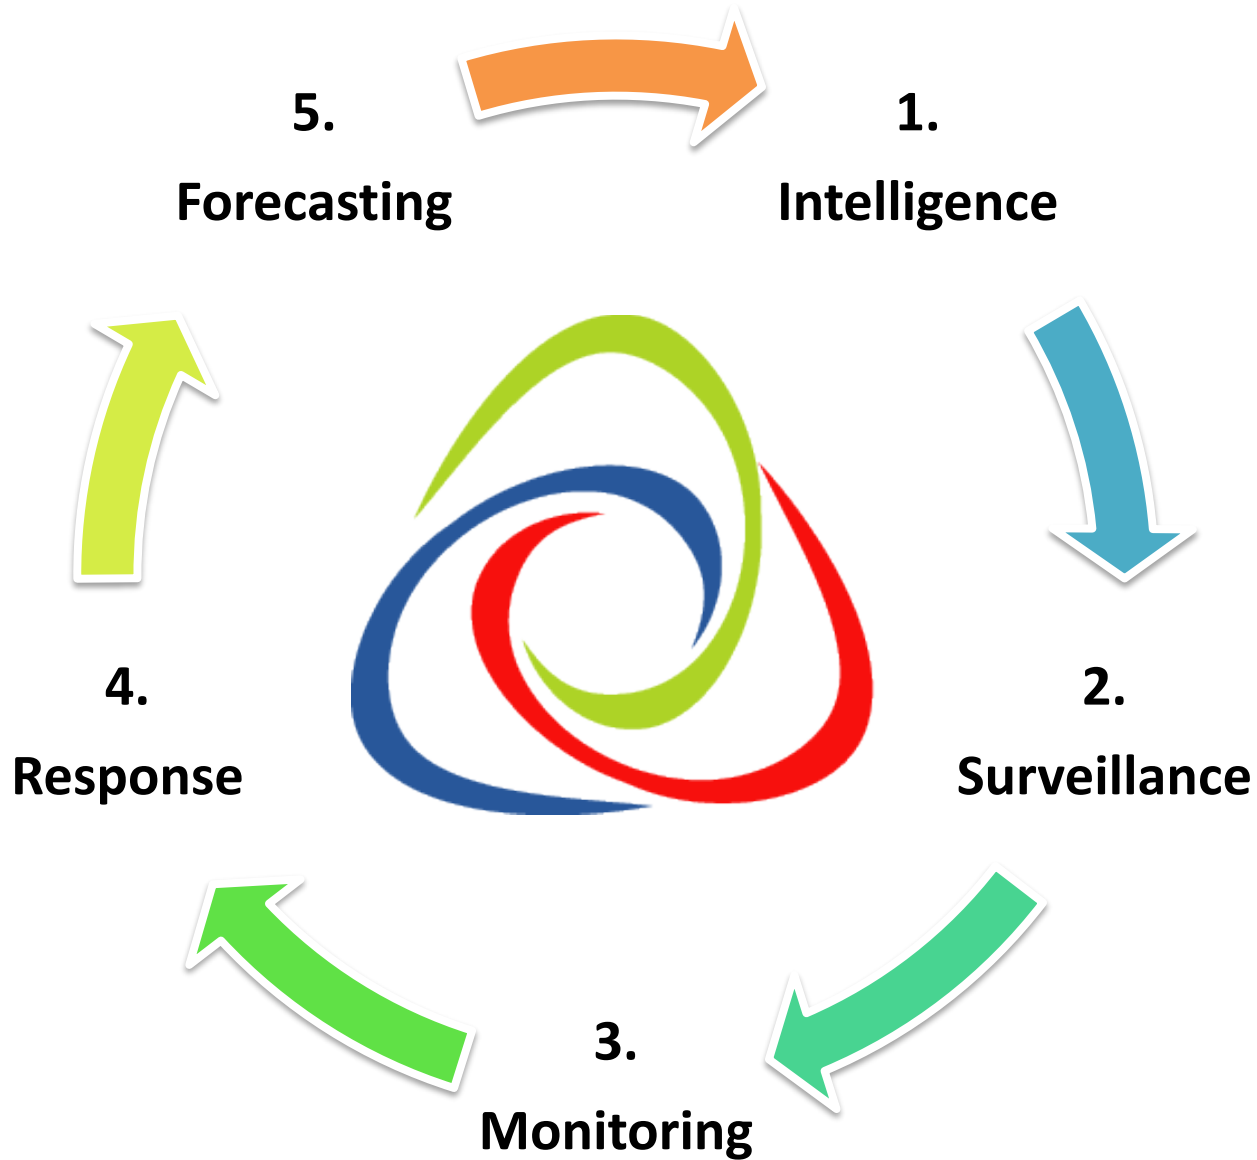 1.
Intelligence
2.
Surveillance
3.
Monitoring
4.
Response
5.
Forecasting